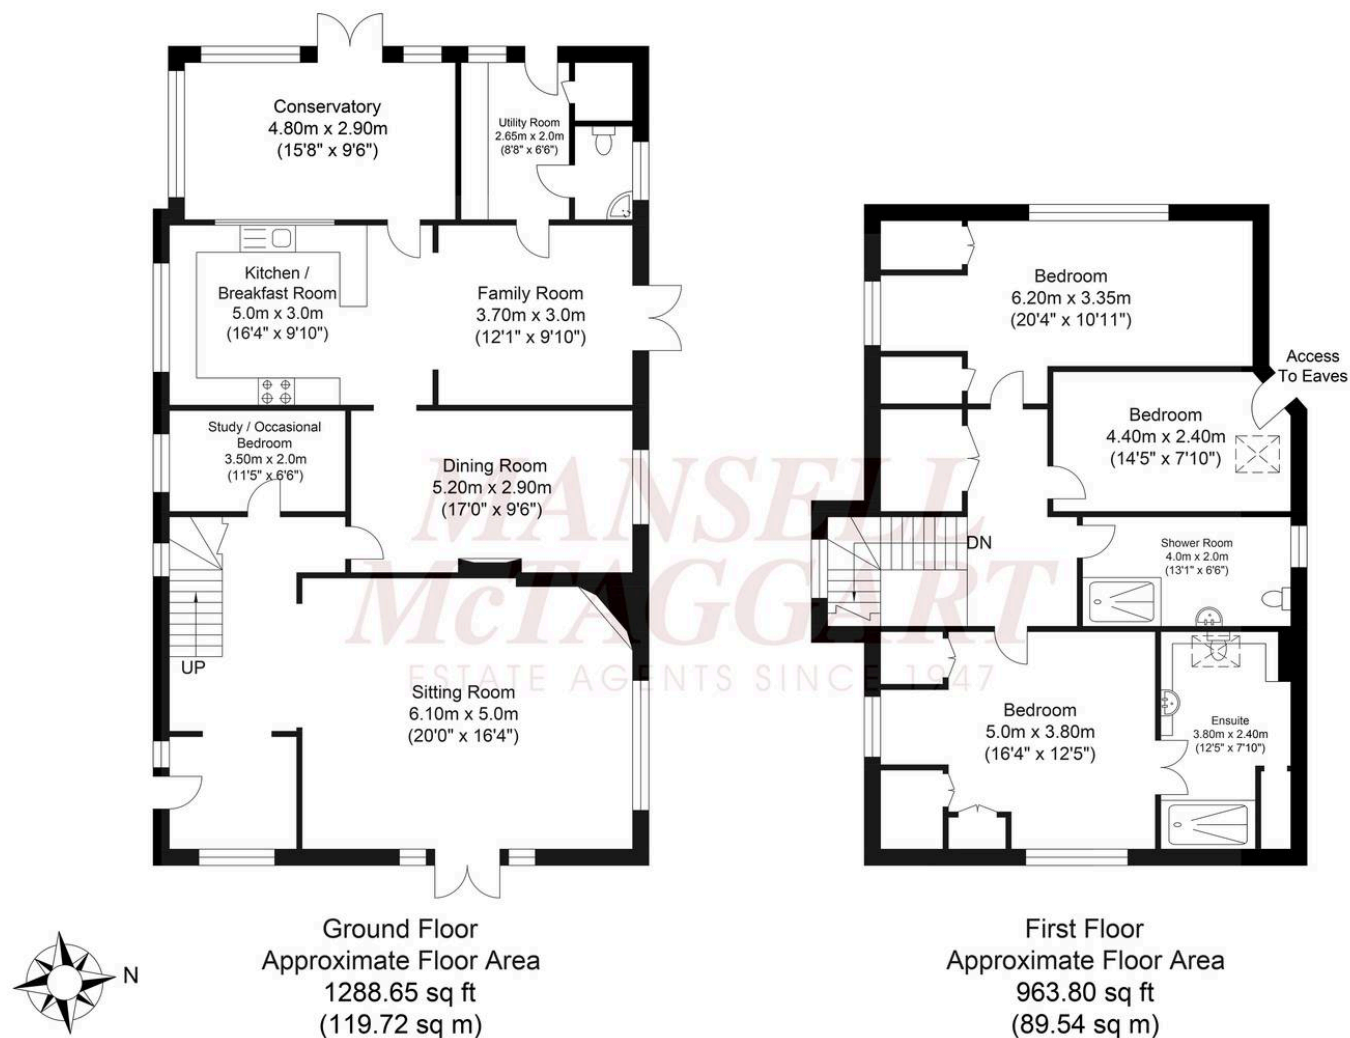 Conservatory
4.80m x 2.90m
(15'8" x 9'6")
Utility Room
2.65m x 2.0m
(8'8" x 6'6")
Kitchen /
Breakfast Room
5.0m x 3.0m
(16'4" x 9'10")
Family Room
3.70m x 3.0m
(12'1" x 9'10")
Study / Occasional
Bedroom
3.50m x 2.0m
(11'5" x 6'6")
Dining Room
5.20m x 2.90m
(17'0" x 9'6")
UP
Sitting Room
6.10m x 5.0m
(20'0" x 16'4")
Bedroom
6.20m x 3.35m
(20'4" x 10'11")
Access
To Eaves
Bedroom
4.40m x 2.40m
(14'5" x 7'10")
DN
Shower Room
4.0m x 2.0m
(13'1" x 6'6")
Bedroom
5.0m x 3.80m
(16'4" x 12'5")
Ensuite
3.80m x 2.40m
(12'5" x 7'10")
MANSELL
McTAGGART
ESTATE AGENTS SINCE 1947
N
Ground Floor
Approximate Floor Area
1288.65 sq ft
(119.72 sq m)
First Floor
Approximate Floor Area
963.80 sq ft
(89.54 sq m)